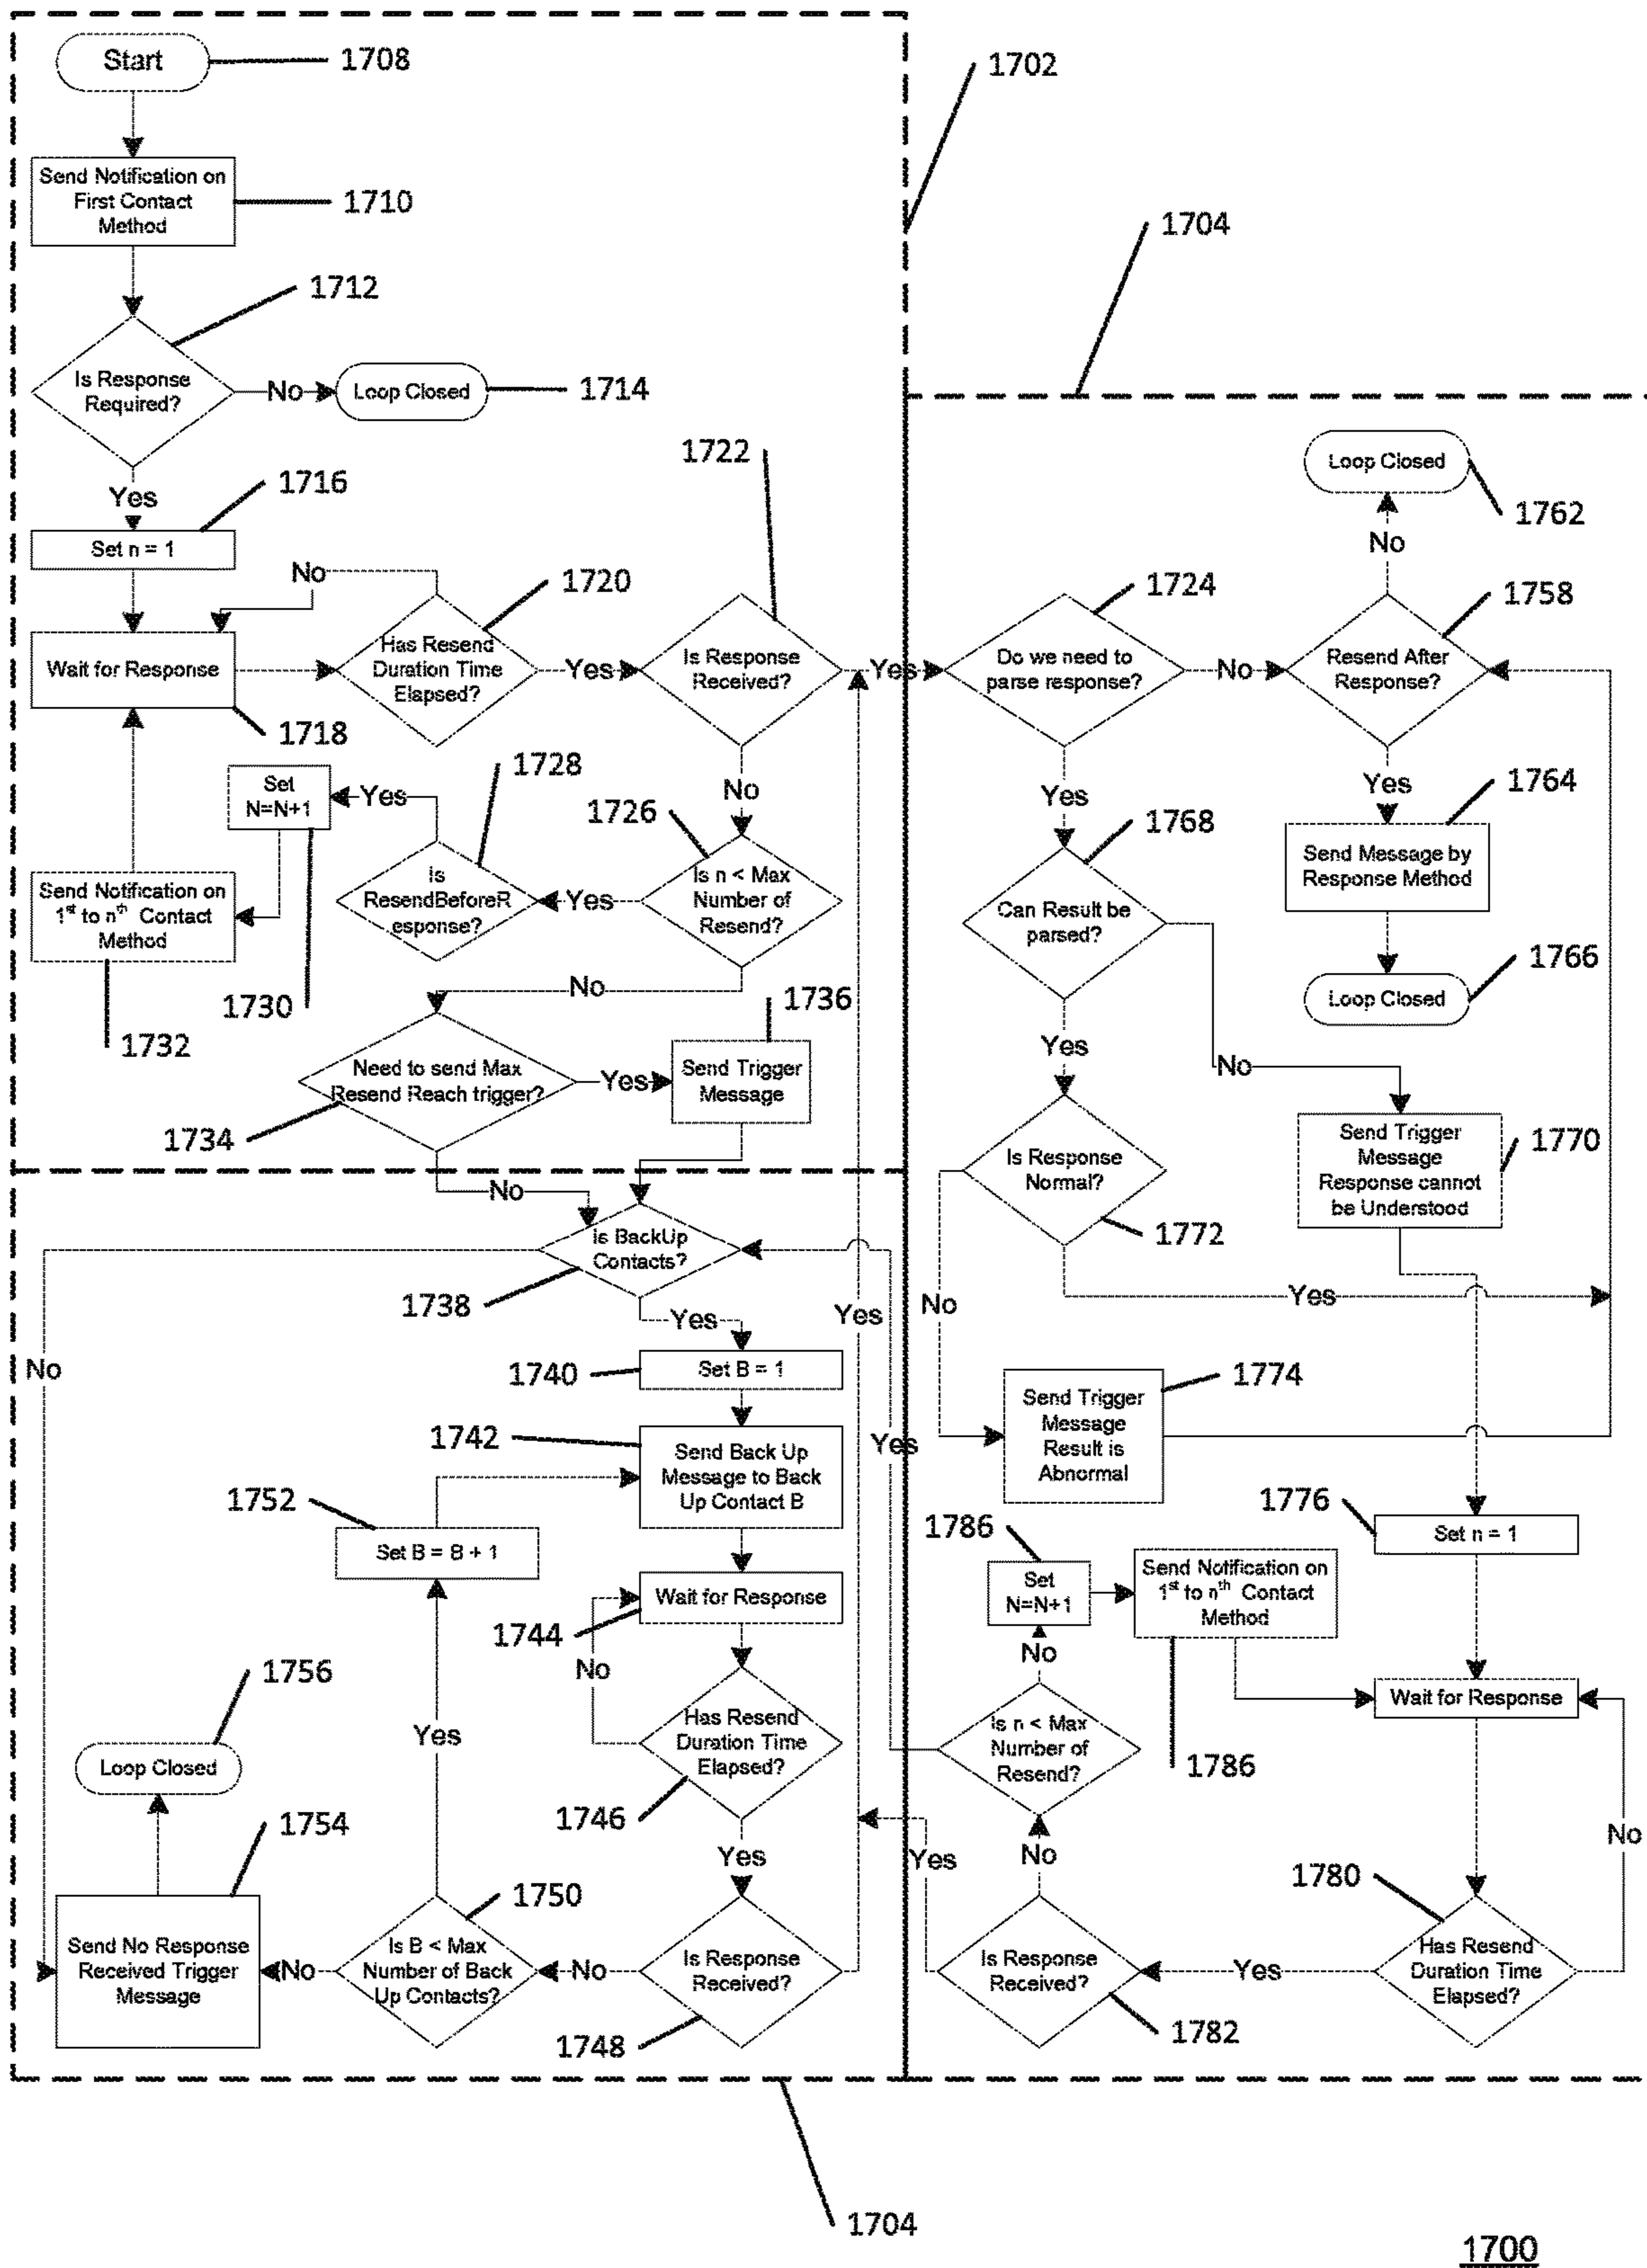 Start
1708
1702
Send Notification on
First Contact
Method
1710
1704
1712
Is Response
Required?
No
Loop Closed
1714
Yes
1716
Set n = 1
1722
Loop Closed
1762
No
No
1720
1724
1758
Wait for Response
Has Resend
Duration Time
Elapsed?
Yes
Is Response
Received?
Yes
Do we need to
parse response?
No
Resend After
Response?
1718
1728
Set
N=N+1
Yes
No
1726
Yes
1768
Yes
1764
Send Notification on
1st to nth Contact
Method
Is
ResendBeforeR
esponse?
Yes
Is n < Max
Number of
Resend?
Can Result be
parsed?
Send Message by
Response Method
1730
1732
No
1736
1766
Loop Closed
Yes
No
Need to send Max
Resend Reach trigger?
Yes
Send Trigger
Message
1734
Send Trigger
Message
Response cannot
be Understood
1770
Is Response
Normal?
No
Is BackUp
Contacts?
1738
1772
No
Yes
Yes
Yes
No
1740
Set B = 1
Send Trigger
Message
Result is
Abnormal
1774
1742
Send Back Up
Message to Back
Up Contact B
Yes
1752
Set B = B + 1
1786
Set
N=N+1
Send Notification on
1st to nth Contact
Method
1776
Set n = 1
Wait for Response
1744
No
No
Wait for Response
1756
Loop Closed
Yes
Has Resend
Duration Time
Elapsed?
1746
Is n < Max
Number of
Resend?
1786
1754
Yes
No
Yes
No
1750
1780
Send No Response
Received Trigger
Message
No
Is B < Max
Number of Back
Up Contacts?
No
Is Response
Received?
1748
Is Response
Received?
1782
Yes
Has Resend
Duration Time
Elapsed?
1704
1700